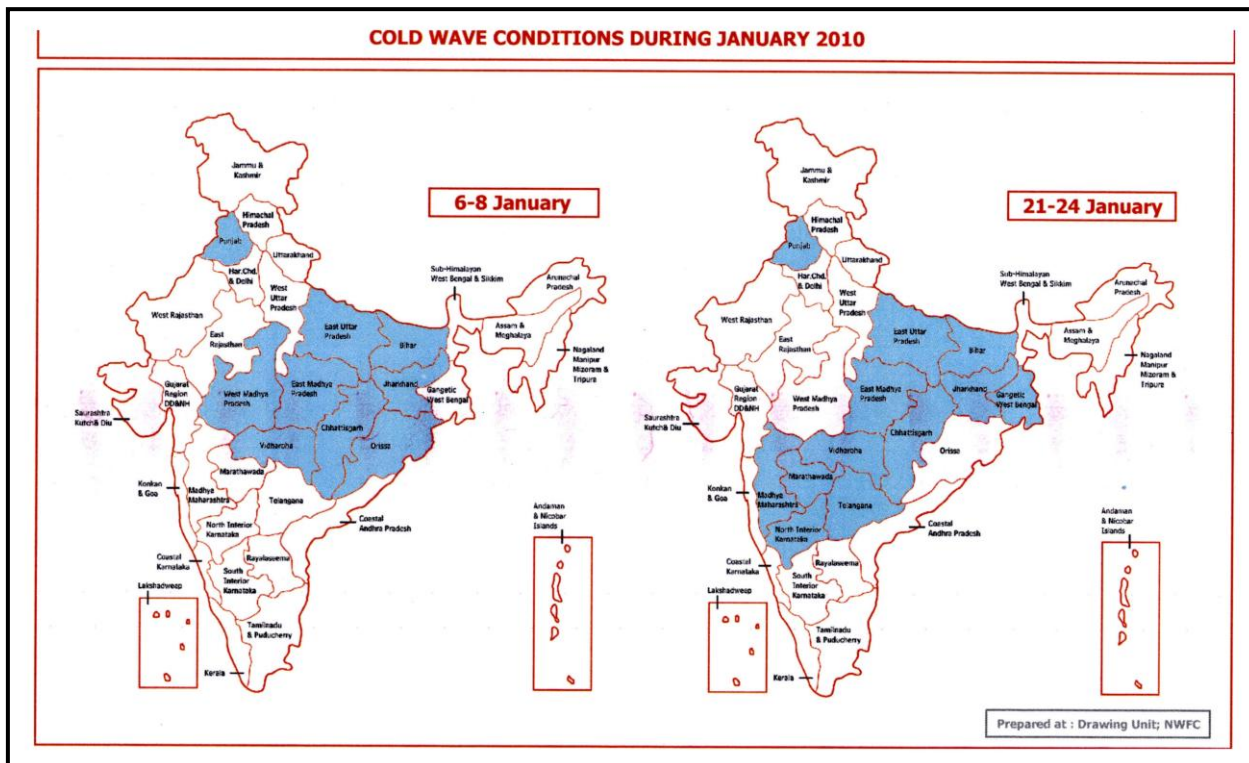 COLD WAVE CONDITIONS DURING JANUARY 2010
6-8 January
Jammu &
Kashmir
Himachal
Pradesh
Punjab
Uttarakhand
Har.Chd.
& Delhi
West
Uttar
Pradesh
Sub-Himalayan
West Bengal & Sikkim
Arunachal
Pradesh
West Rajasthan
East
Rajasthan
East Uttar
Pradesh
Bihar
Assam &
Meghalaya
Nagaland
Manipur
Mizoram &
Tripura
Gujarat
Region
DD&NH
West Madhya
Pradesh
East Madhya
Pradesh
Jharkhand
Gangetic
West Bengal
Saurashtra
Kutch& Diu
Chhattisgarh
Vidharbha
Orissa
Marathawada
Konkan
& Goa
Madhya
Maharashtra
Telangana
North Interior
Karnataka
Coastal
Andhra Pradesh
Andaman
& Nicobar
Islands
Coastal
Karnataka
Rayalaseema
South
Interior
Karnataka
Lakshadweep
Tamilnadu
& Puducherry
Kerala
21-24 January
Jammu &
Kashmir
Himachal
Pradesh
Punjab
Uttarakhand
Har.Chd.
& Delhi
West
Uttar
Pradesh
Sub-Himalayan
West Bengal & Sikkim
Arunachal
Pradesh
West Rajasthan
East
Rajasthan
East Uttar
Pradesh
Bihar
Assam &
Meghalaya
Nagaland
Manipur
Mizoram &
Tripura
Gujarat
Region
DD&NH
West Madhya
Pradesh
East Madhya
Pradesh
Jharkhand
Gangetic
West Bengal
Saurashtra
Kutch& Diu
Chhattisgarh
Vidharbha
Orissa
Marathawada
Konkan
& Goa
Madhya
Maharashtra
Telangana
North Interior
Karnataka
Coastal
Andhra Pradesh
Andaman
& Nicobar
Islands
Coastal
Karnataka
Rayalaseema
South
Interior
Karnataka
Lakshadweep
Tamilnadu
& Puducherry
Kerala
Prepared at : Drawing Unit; NWFC